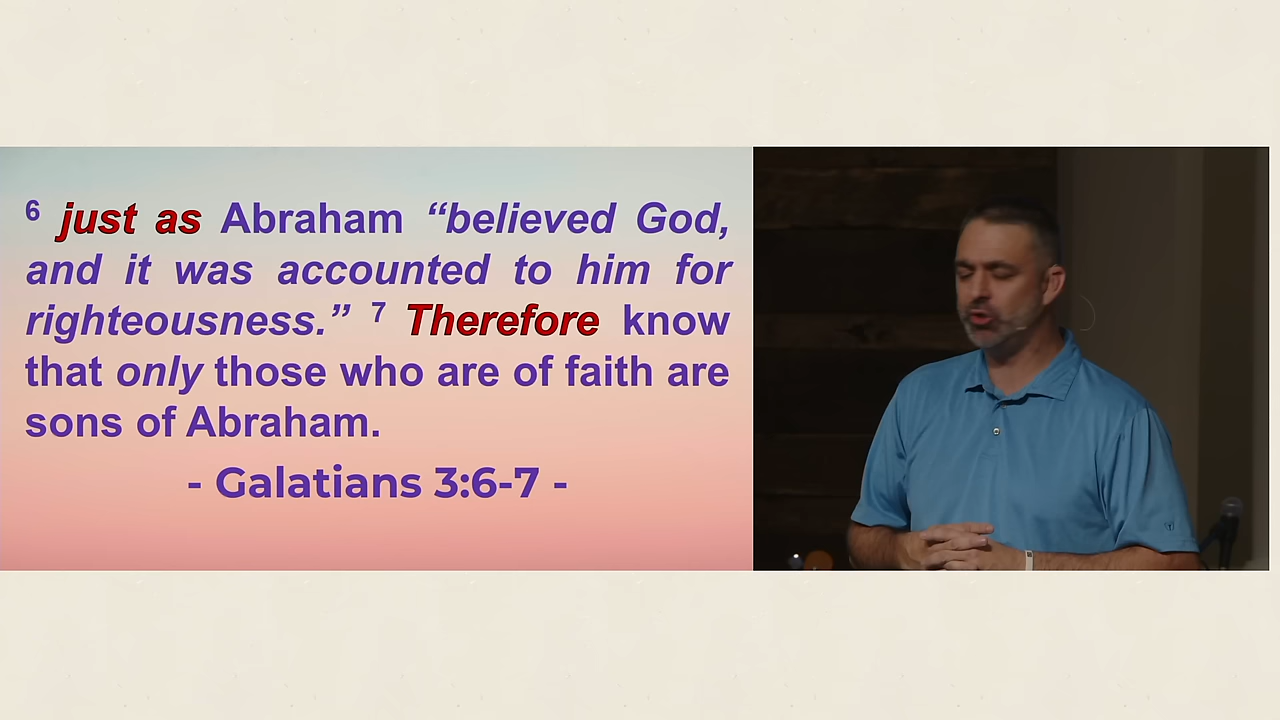 6 just as Abraham “believed God,
and it was accounted to him for
righteousness.” 7 Therefore know
that only those who are of faith are
sons of Abraham.
- Galatians 3:6-7 -